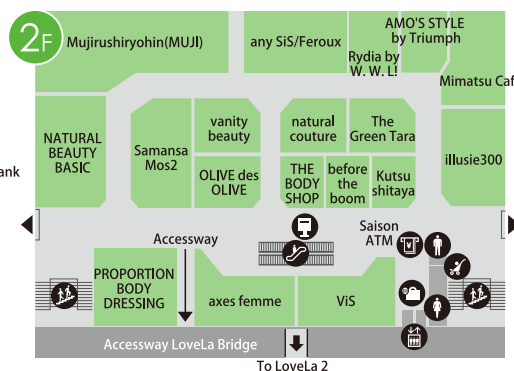 2F
Mujirushiryohin(MUJI)
any SiS/Feroux
Rydia by
W. W. L!
AMO'S STYLE
by Triumph
Mimatsu Caf
NATURAL
BEAUTY
BASIC
Samansa
Mos2
vanity
beauty
natural
couture
The
Green Tara
illusie300
ank
OLIVE des
OLIVE
THE
BODY
SHOP
before
the
boom
Kutsu
shitaya
Accessway
Saison
ATM
PROPORTION
BODY
DRESSING
axes femme
ViS
Accessway LoveLa Bridge
To LoveLa 2